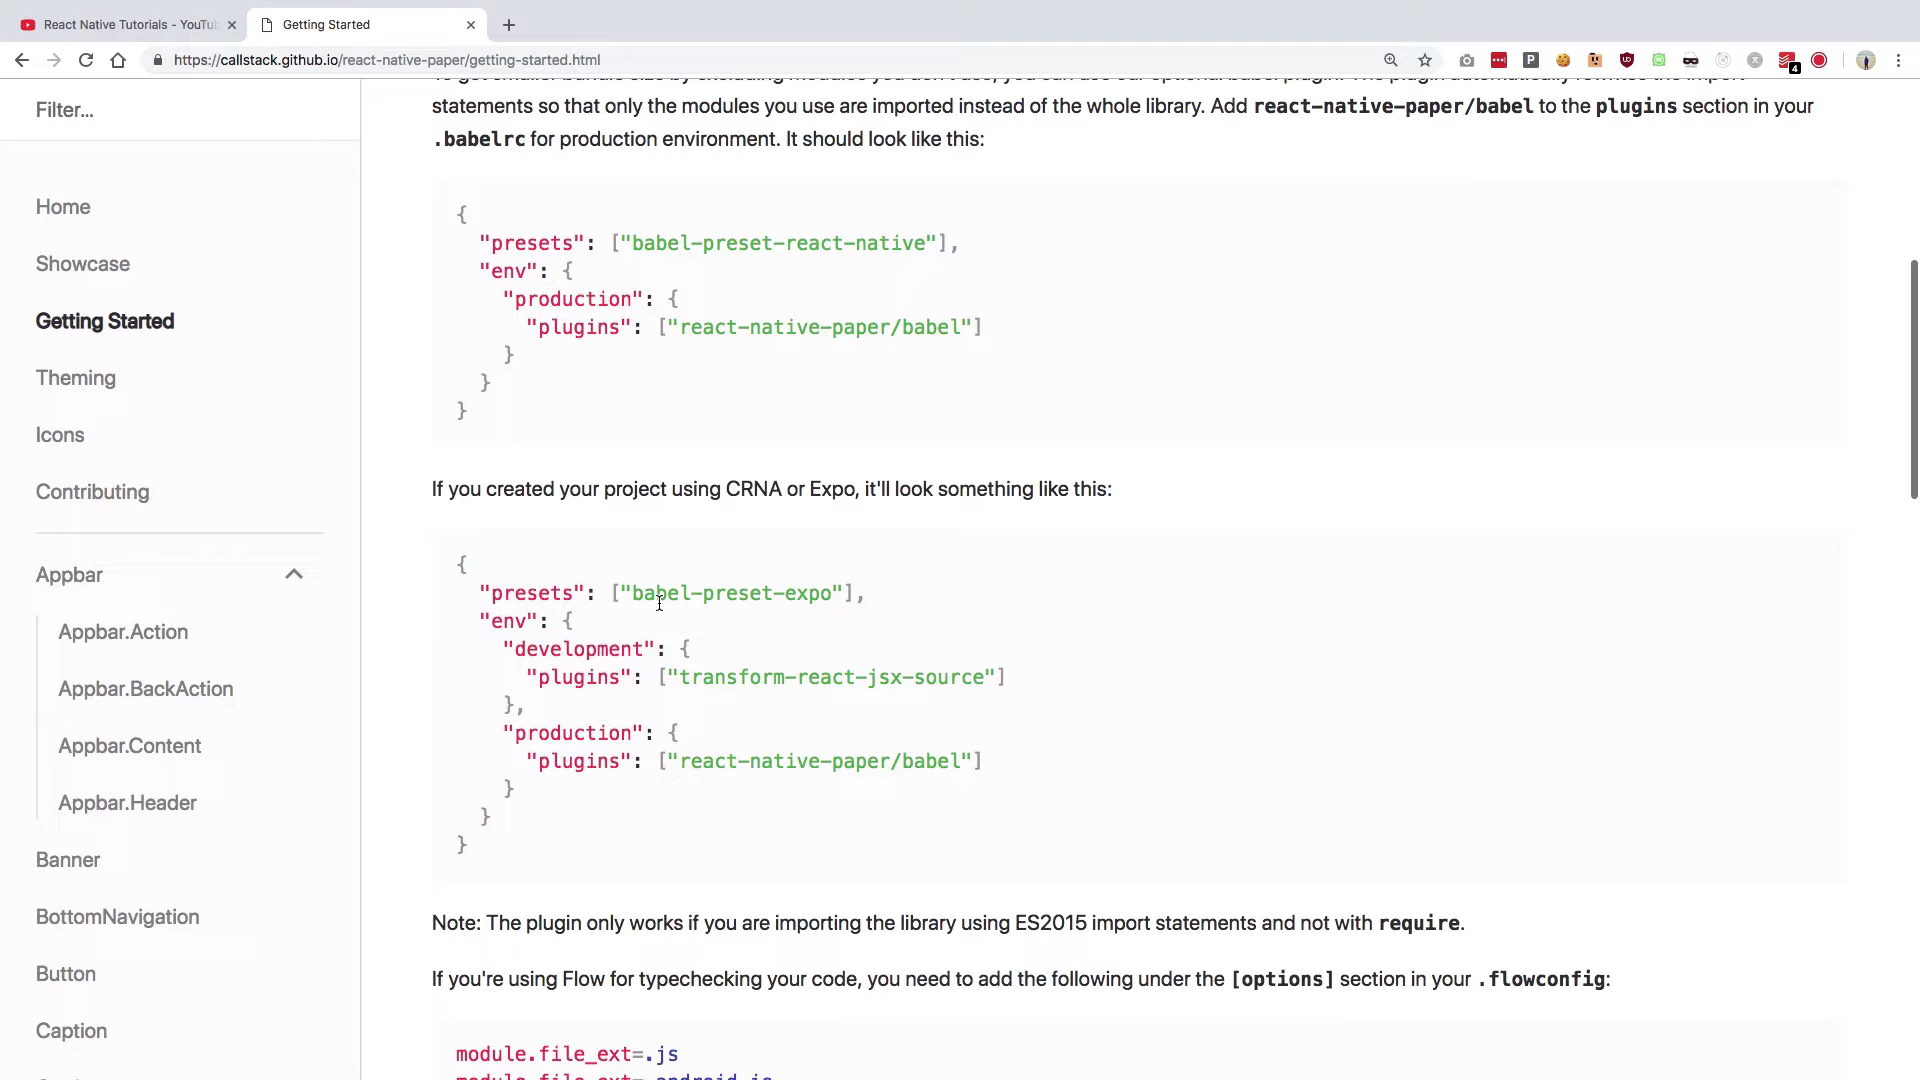 React Native Tutorials - YouTu
Getting Started
https://callstack.github.io/react-native-paper/getting-started.html
4
Filter...
Home
Showcase
Getting Started
Theming
Icons
Contributing
Appbar
Appbar.Action
Appbar.BackAction
Appbar.Content
Appbar.Header
Banner
BottomNavigation
Button
Caption
statements so that only the modules you use are imported instead of the whole library. Add react-native-paper/babel to the plugins section in your
.babelrc for production environment. It should look like this:
{
"presets": ["babel-preset-react-native"],
"env": {
"production": {
"plugins": ["react-native-paper/babel"]
}
}
}
If you created your project using CRNA or Expo, it'll look something like this:
{
"presets": ["babel-preset-expo"],
"env": {
"development": {
"plugins": ["transform-react-jsx-source"]
},
"production": {
"plugins": ["react-native-paper/babel"]
}
}
}
Note: The plugin only works if you are importing the library using ES2015 import statements and not with require.
If you're using Flow for typechecking your code, you need to add the following under the [options] section in your .flowconfig:
module.file_ext=.js